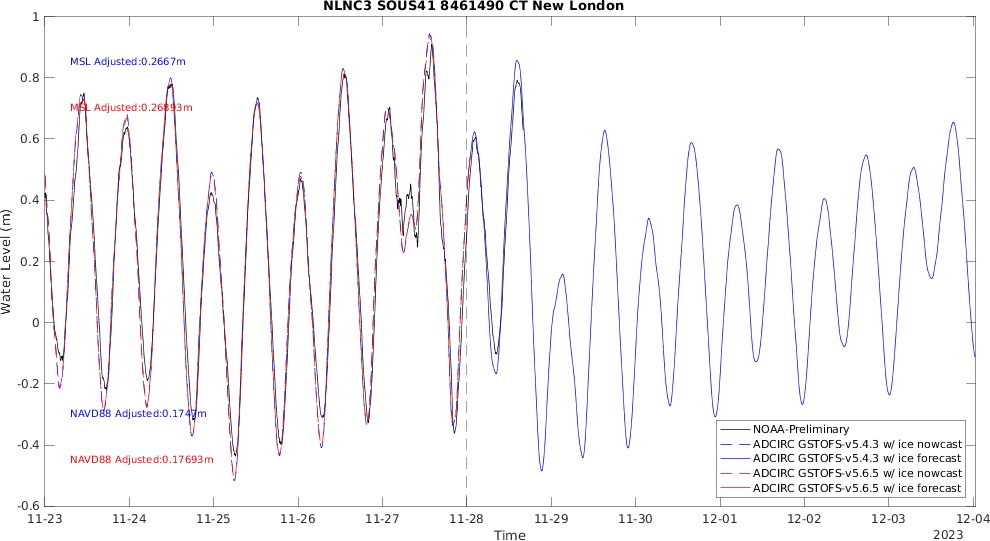 NLNC3 SOUS41 8461490 CT New London
1
0.8
0.6
0.4
0.2
0
-0.2
-0.4
-0.6
Water Level (m)
MSL Adjusted:0.2667m
MSL Adjusted:0.26893m
NAVD88 Adjusted:0.1747m
NAVD88 Adjusted:0.17693m
NOAA-Preliminary
ADCIRC GSTOFS-v5.4.3 w/ ice nowcast
ADCIRC GSTOFS-v5.4.3 w/ ice forecast
ADCIRC GSTOFS-v5.6.5 w/ ice nowcast
ADCIRC GSTOFS-v5.6.5 w/ ice forecast
11-23 11-24 11-25 11-26 11-27 11-28 11-29 11-30 12-01 12-02 12-03 12-04
Time
2023